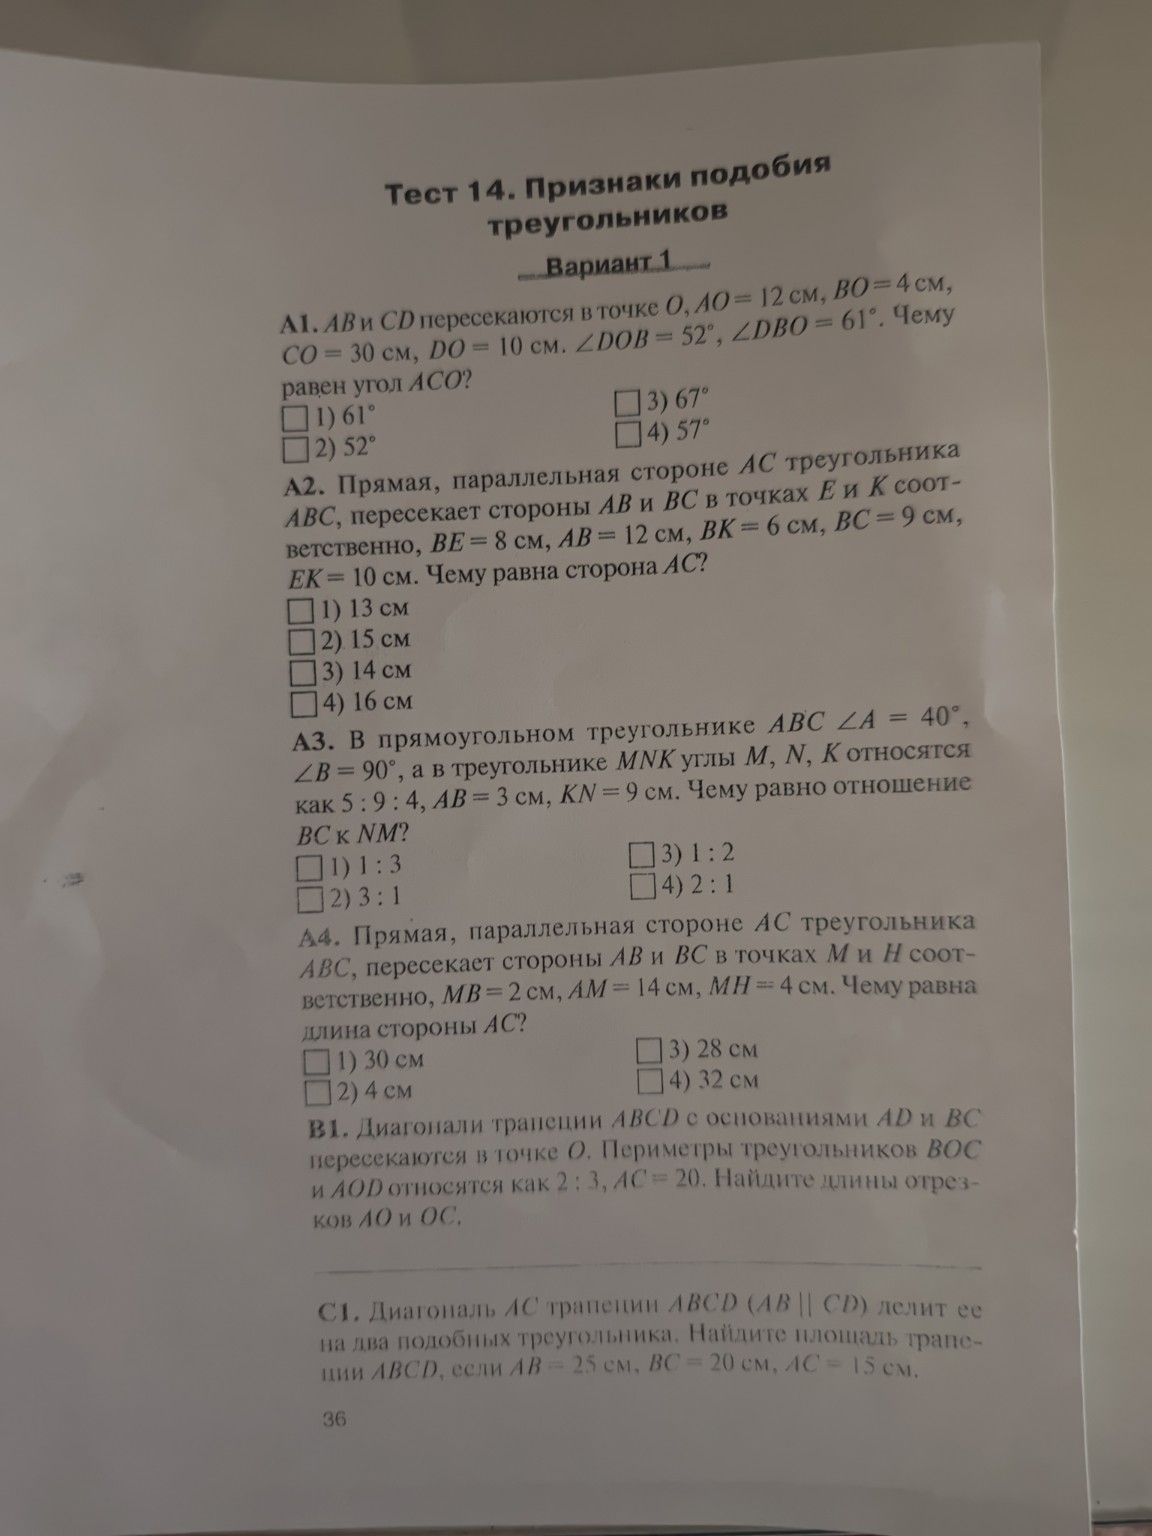 Тест 14. Признаки подобия
треугольников
Вариант 1
А1. AB и CD пересекаются в точке O, AO = 12 см, BO = 4 см,
CO = 30 см, DO = 10 см. ∠DOB = 52°, ∠DBO = 61°. Чему
равен угол ACO?
1) 61°
2) 52°
3) 67°
4) 57°
А2. Прямая, параллельная стороне AC треугольника
ABC, пересекает стороны AB и BC в точках E и K соот-
ветственно, BE = 8 см, AB = 12 см, BK = 6 см, BC = 9 см,
EK = 10 см. Чему равна сторона AC?
1) 13 см
2) 15 см
3) 14 см
4) 16 см
А3. В прямоугольном треугольнике ABC ∠A = 40°,
∠B = 90°, а в треугольнике MNK углы M, N, K относятся
как 5 : 9 : 4, AB = 3 см, KN = 9 см. Чему равно отношение
BC к NM?
1) 1 : 3
2) 3 : 1
3) 1 : 2
4) 2 : 1
А4. Прямая, параллельная стороне AC треугольника
ABC, пересекает стороны AB и BC в точках M и H соот-
ветственно, MB = 2 см, AM = 14 см, MH = 4 см. Чему равна
длина стороны AC?
1) 30 см
2) 4 см
3) 28 см
4) 32 см
В1. Диагонали трапеции ABCD с основаниями AD и BC
пересекаются в точке O. Периметры треугольников BOC
и AOD относятся как 2 : 3, AC = 20. Найдите длины отрез-
ков AO и OC.
С1. Диагональ AC трапеции ABCD (AB || CD) делит ее
на два подобных треугольника. Найдите площадь трапе-
ции ABCD, если AB = 25 см, BC = 20 см, AC = 15 см.
36